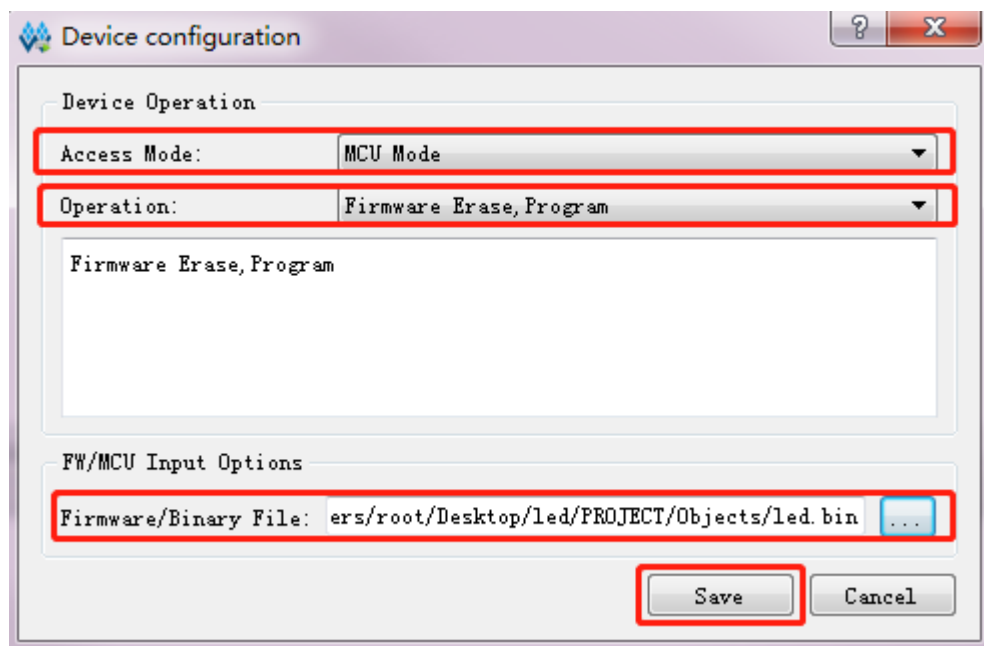 Device configuration
?
X
Device Operation
Access Mode: MCU Mode
Operation: Firmware Erase,Program
Firmware Erase,Program
FW/MCU Input Options
Firmware/Binary File: ers/root/Desktop/led/PROJECT/Objects/led.bin ...
Save Cancel